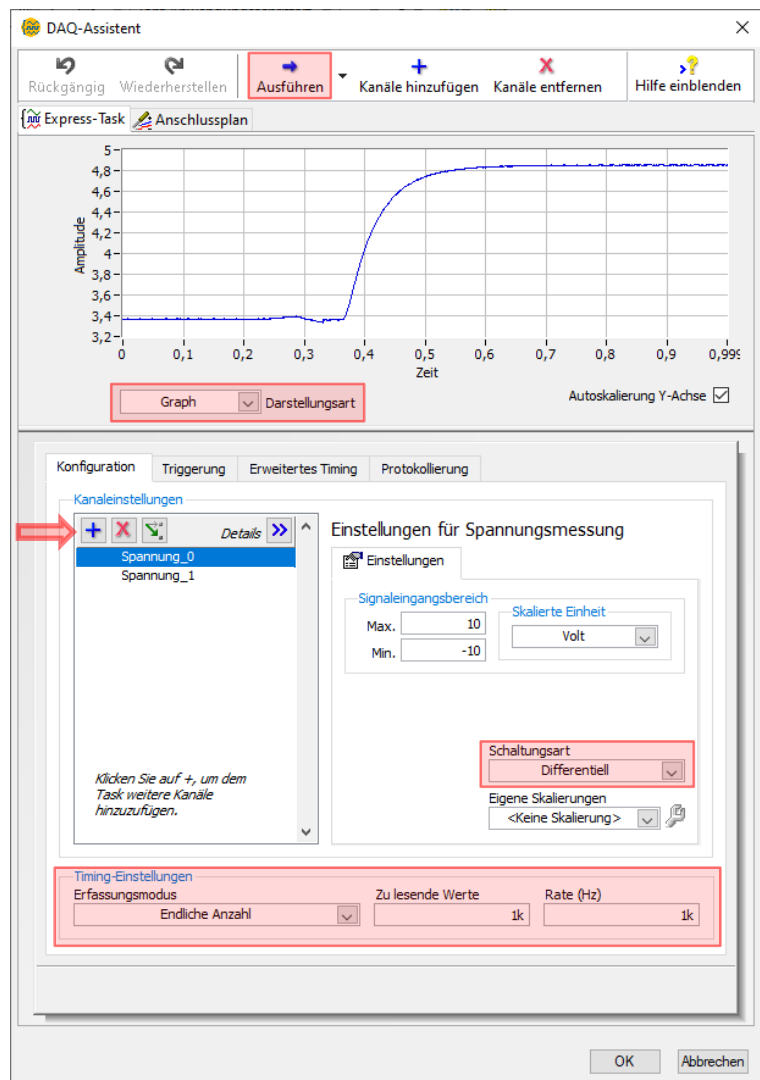 DAQ-Assistent
Rückgängig Wiederherstellen Ausführen Kanäle hinzufügen Kanäle entfernen Hilfe einblenden
Express-Task Anschlussplan
5
4,8
4,6
4,4
4,2
4
3,8
3,6
3,4
3,2
Amplitude
0 0,1 0,2 0,3 0,4 0,5 0,6 0,7 0,8 0,9 0,999
Zeit
Graph Darstellungsart
Autoskalierung Y-Achse
Konfiguration Triggerung Erweitertes Timing Protokollierung
Kanaleinstellungen
Details
Spannung_0
Spannung_1
Klicken Sie auf +, um dem
Task weitere Kanäle
hinzuzufügen.
Einstellungen für Spannungsmessung
Einstellungen
Signaleingangsbereich
Max. 10
Min. -10
Skalierte Einheit
Volt
Schaltungsart
Differentiell
Eigene Skalierungen
<Keine Skalierung>
Timing-Einstellungen
Erfassungsmodus Zu lesende Werte Rate (Hz)
Endliche Anzahl 1k 1k
OK Abbrechen